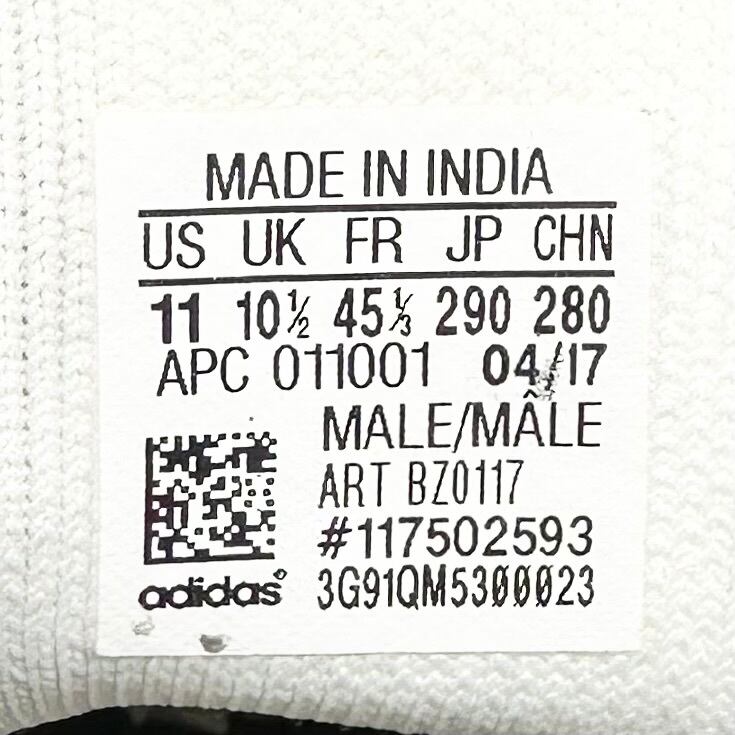 MADE IN INDIA
US UK FR JP CHN
11 10½ 45⅓ 290 280
APC 011001 04/17
MALE/MÂLE
ART BZ0117
#117502593
adidas® 3G91QM5300023